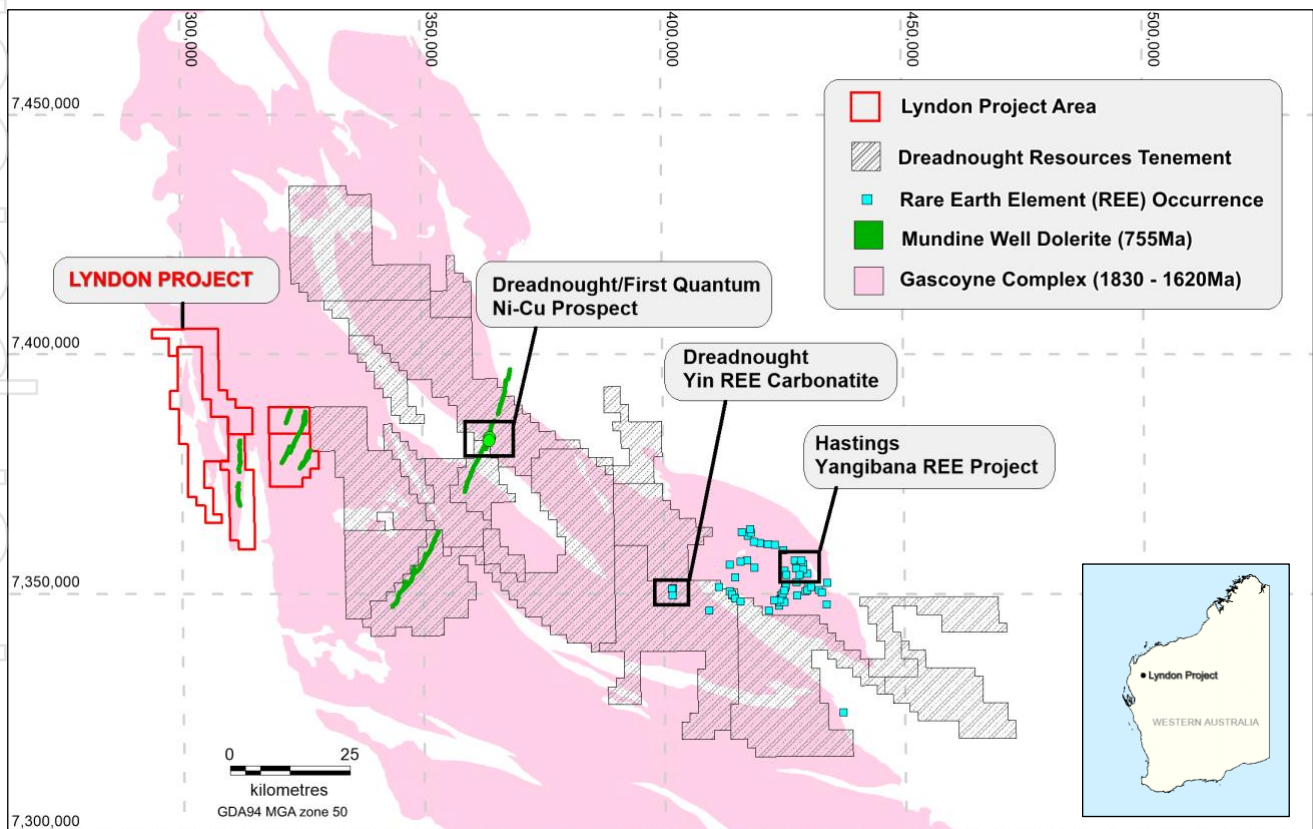 300,000
350,000
400,000
450,000
500,000
7,450,000
7,400,000
7,350,000
7,300,000
Lyndon Project Area
Dreadnought Resources Tenement
Rare Earth Element (REE) Occurrence
Mundine Well Dolerite (755Ma)
Gascoyne Complex (1830 - 1620Ma)
LYNDON PROJECT
Dreadnought/First Quantum
Ni-Cu Prospect
Dreadnought
Yin REE Carbonatite
Hastings
Yangibana REE Project
0 25
kilometres
GDA94 MGA zone 50
Lyndon Project
WESTERN AUSTRALIA